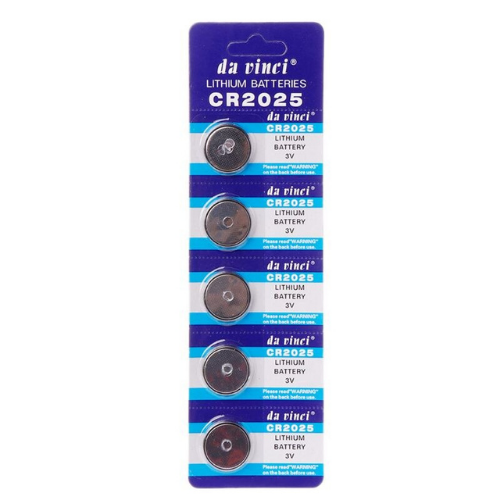 da vinci®
LITHIUM BATTERIES
CR2025
da vinci®
CR2025
LITHIUM
BATTERY
3V
Please read "WARNING"
on the back before use.
da vinci®
CR2025
LITHIUM
BATTERY
3V
Please read "WARNING"
on the back before use.
da vinci®
CR2025
LITHIUM
BATTERY
3V
Please read "WARNING"
on the back before use.
da vinci®
CR2025
LITHIUM
BATTERY
3V
Please read "WARNING"
on the back before use.
da vinci®
CR2025
LITHIUM
BATTERY
3V
Please read "WARNING"
on the back before use.